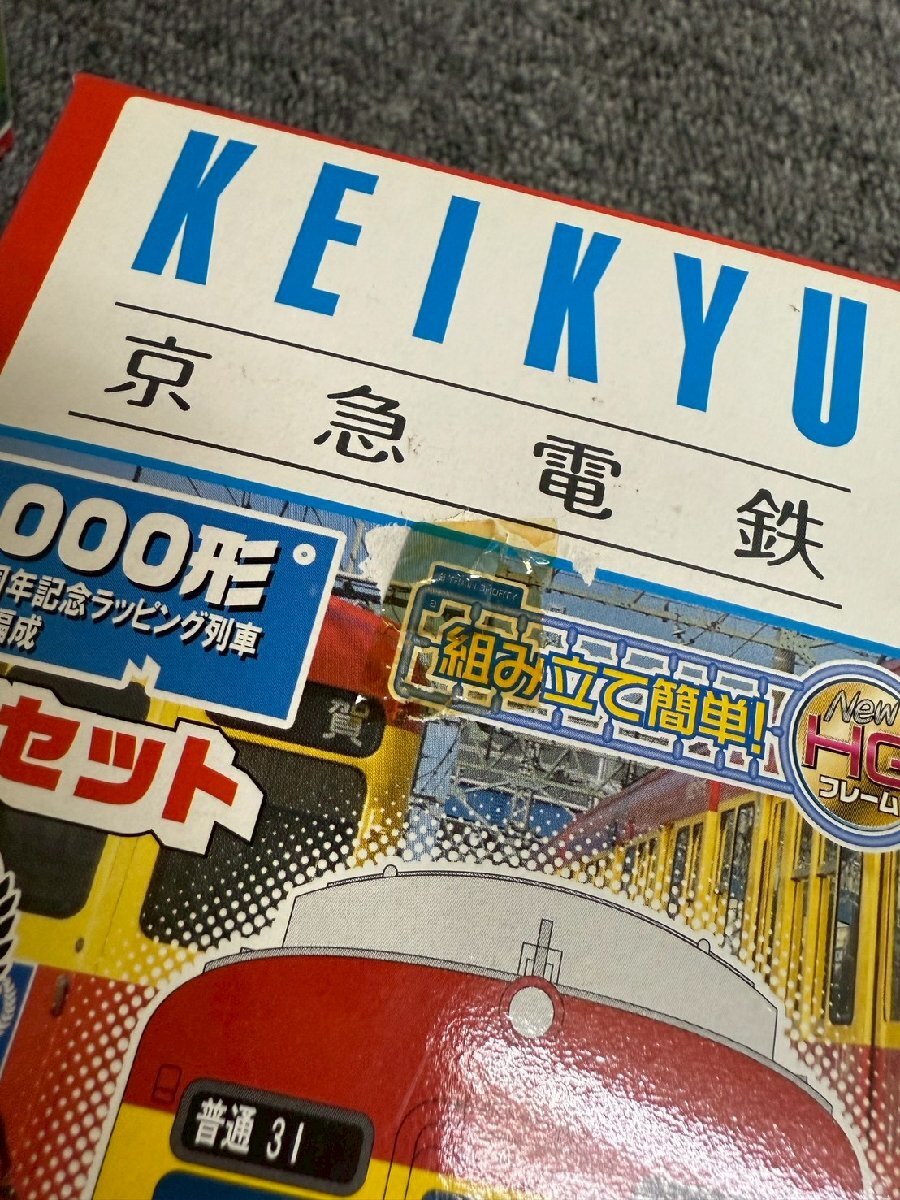 KEIKYU
京急電鉄
000形
周年記念ラッピング列車
編成
セット
賀
組み立て簡単!
New
HG
フレーム
普通 31